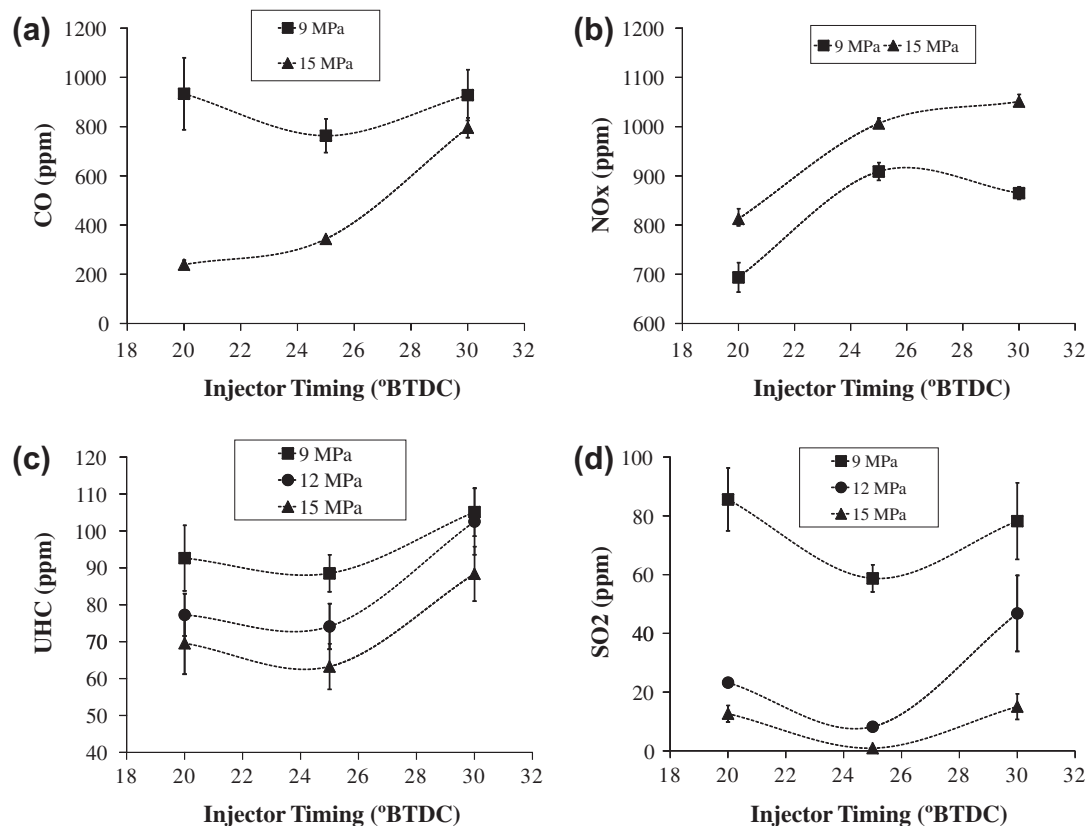 (a)
9 MPa
15 MPa
1200
1000
800
600
400
200
0
CO (ppm)
18 20 22 24 26 28 30 32
Injector Timing (ºBTDC)
(b)
9 MPa 15 MPa
1200
1100
1000
900
800
700
600
NOx (ppm)
18 20 22 24 26 28 30 32
Injector Timing (ºBTDC)
(c)
9 MPa
12 MPa
15 MPa
120
110
100
90
80
70
60
50
40
UHC (ppm)
18 20 22 24 26 28 30 32
Injector Timing (ºBTDC)
(d)
9 MPa
12 MPa
15 MPa
100
80
60
40
20
0
SO2 (ppm)
18 20 22 24 26 28 30 32
Injector Timing (ºBTDC)